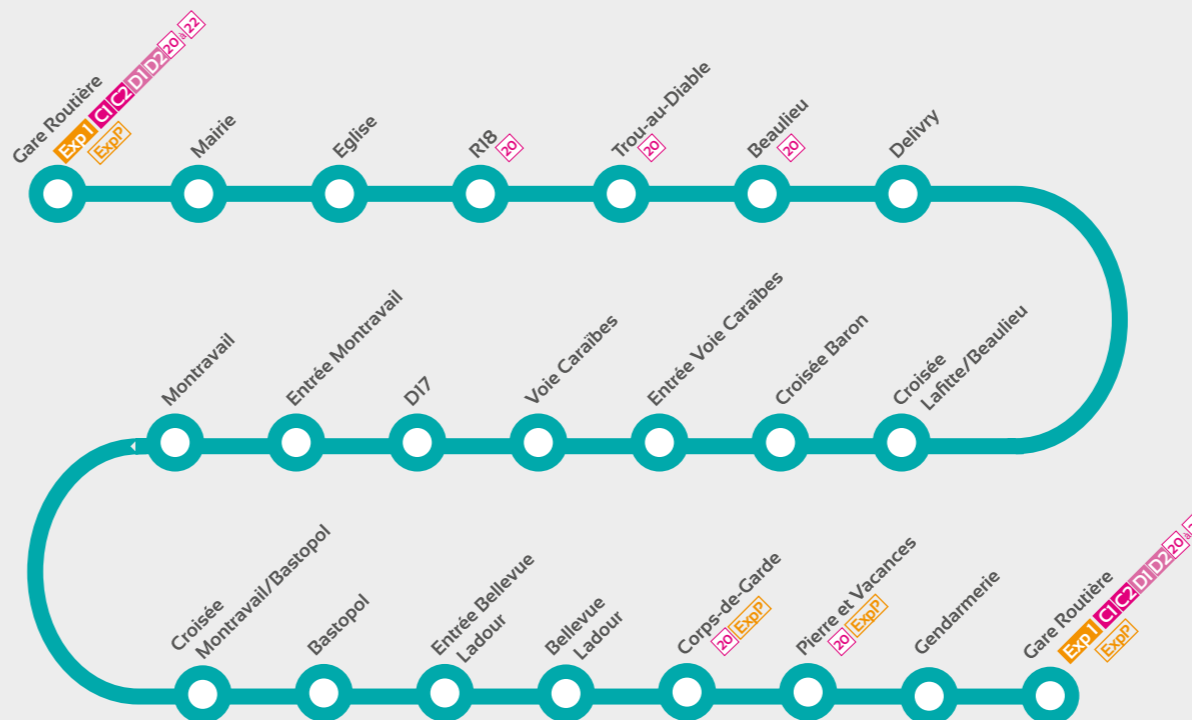 Gare Routière
Exp1 C1 C2 D1 D2 20 à 22
ExpP
Mairie
Eglise
R18
20
Trou-au-Diable
20
Beaulieu
20
Delivry
Montravail
Entrée Montravail
D17
Voie Caraïbes
Entrée Voie Caraïbes
Croisée Baron
Croisée
Lafitte/Beaulieu
Croisée
Montravail/Bastopol
Bastopol
Entrée Bellevue
Ladour
Bellevue
Ladour
Corps-de-Garde
20 ExpP
Pierre et Vacances
20 ExpP
Gendarmerie
Gare Routière
Exp1 C1 C2 D1 D2 20 à
ExpP